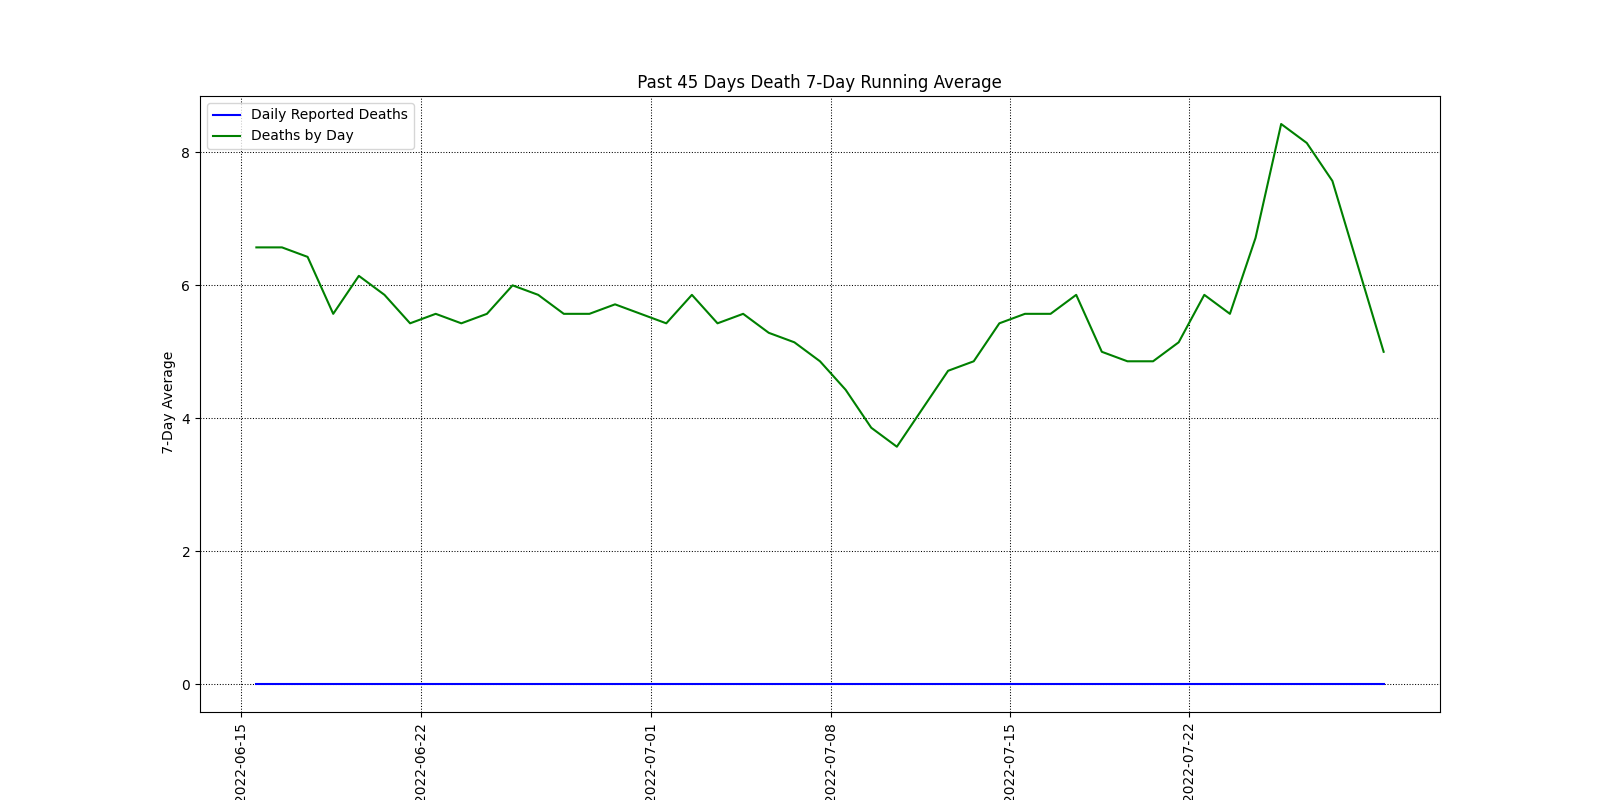 Past 45 Days Death 7-Day Running Average
Daily Reported Deaths
Deaths by Day
7-Day Average
8
6
4
2
0
2022-06-15
2022-06-22
2022-07-01
2022-07-08
2022-07-15
2022-07-22